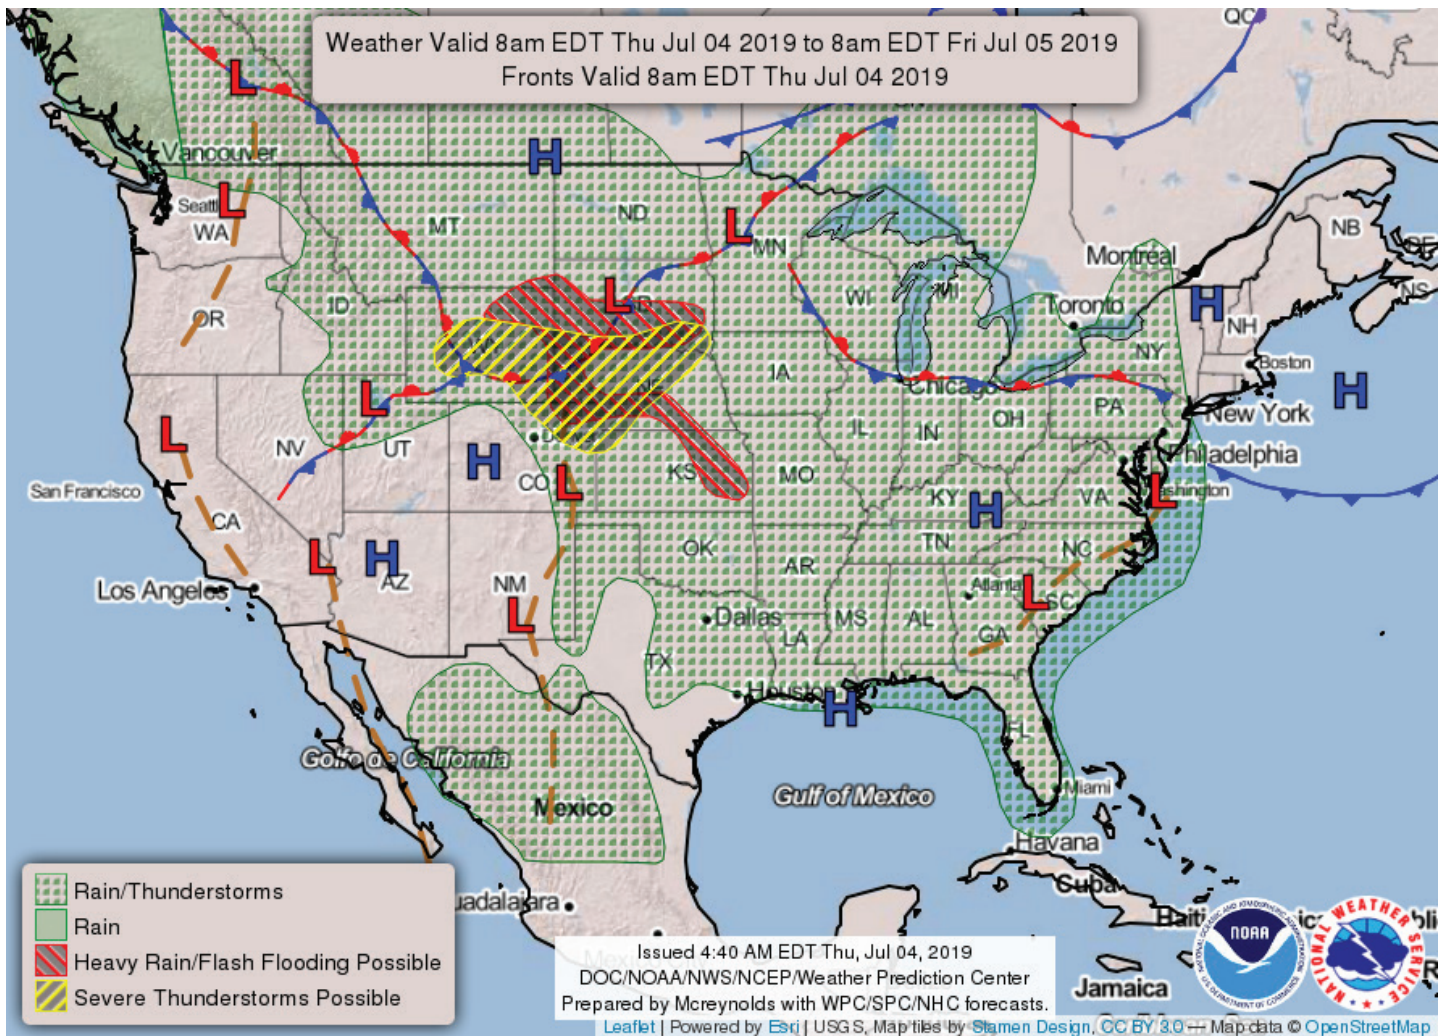 QC
Weather Valid 8am EDT Thu Jul 04 2019 to 8am EDT Fri Jul 05 2019
Fronts Valid 8am EDT Thu Jul 04 2019
L
Vancouver
H
Seattl
L
WA
MT
ND
L
MN
Montreal
NB
NS
OR
ID
L
WI
MI
Toronto
H
NH
NY
Boston
IA
Chicago
H
L
NV
UT
PA
New York
L
IL
IN
OH
H
CO
L
KS
MO
Philadelphia
San Francisco
KY
VA
L
Washington
CA
H
L
H
AZ
NM
OK
TN
NC
AR
Los Angeles
L
Dallas
MS
AL
Atlanta
L
SC
GA
LA
TX
Houston
H
FL
Golfo de California
Gulf of Mexico
Miami
Mexico
Havana
Cuba
Rain/Thunderstorms
Rain
Heavy Rain/Flash Flooding Possible
Severe Thunderstorms Possible
uadalajara
Haiti
Jamaica
Issued 4:40 AM EDT Thu, Jul 04, 2019
DOC/NOAA/NWS/NCEP/Weather Prediction Center
Prepared by Mcreynolds with WPC/SPC/NHC forecasts.
NOAA
NATIONAL WEATHER SERVICE
Leaflet | Powered by Esri | USGS, Map tiles by Stamen Design, CC BY 3.0 — Map data © OpenStreetMap